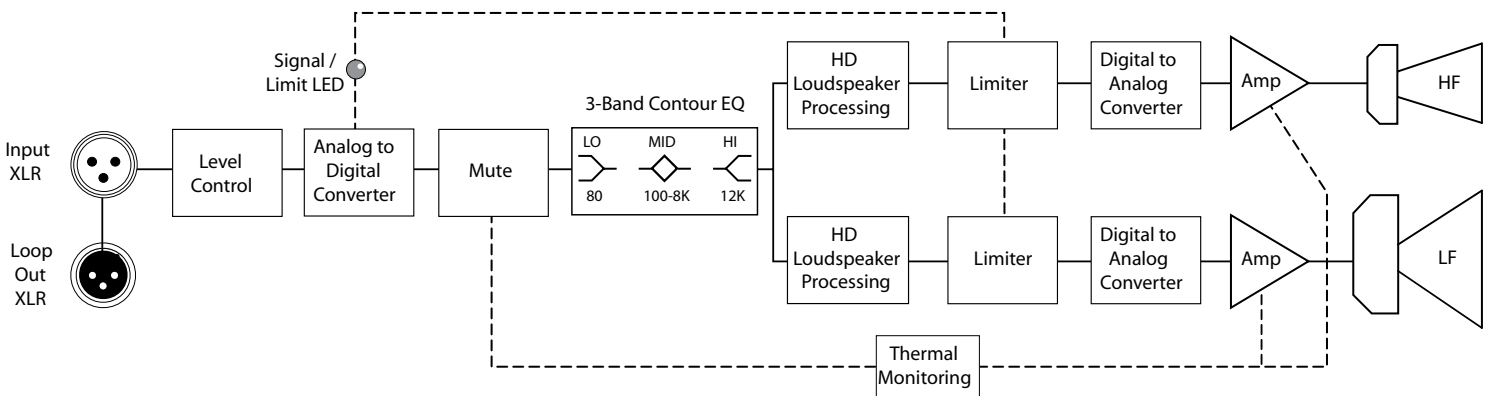 Signal /
Limit LED
Input
XLR
Loop
Out
XLR
Level
Control
Analog to
Digital
Converter
Mute
3-Band Contour EQ
LO MID HI
80 100-8K 12K
HD
Loudspeaker
Processing
Limiter
Digital to
Analog
Converter
Amp
HF
HD
Loudspeaker
Processing
Limiter
Digital to
Analog
Converter
Amp
LF
Thermal
Monitoring